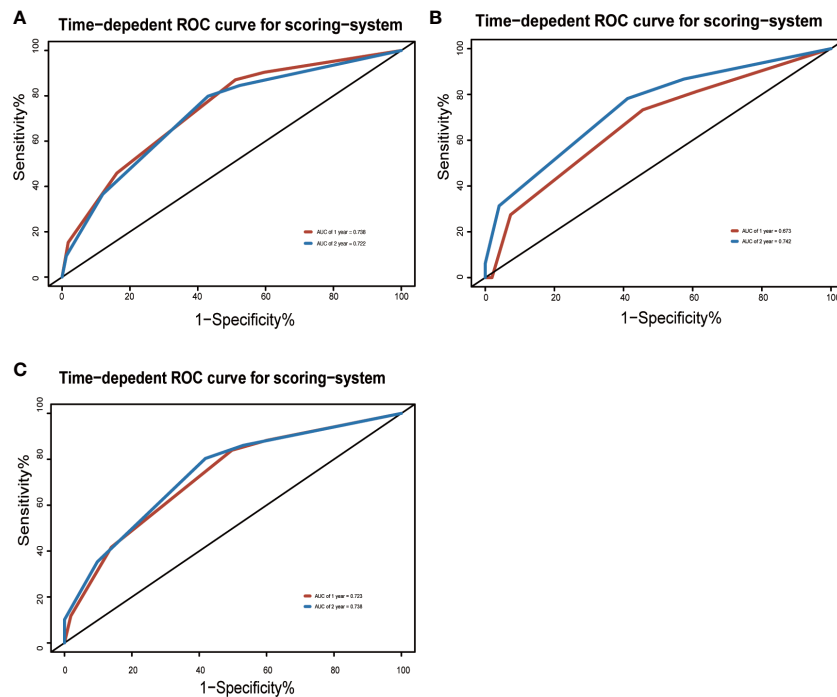 A
Time−depedent ROC curve for scoring−system
Sensitivity%
100
80
60
40
20
0
AUC of 1 year = 0.738
AUC of 2 year = 0.722
0 20 40 60 80 100
1−Specificity%
B
Time−depedent ROC curve for scoring−system
Sensitivity%
100
80
60
40
20
0
AUC of 1 year = 0.673
AUC of 2 year = 0.742
0 20 40 60 80 100
1−Specificity%
C
Time−depedent ROC curve for scoring−system
Sensitivity%
100
80
60
40
20
0
AUC of 1 year = 0.723
AUC of 2 year = 0.738
0 20 40 60 80 100
1−Specificity%